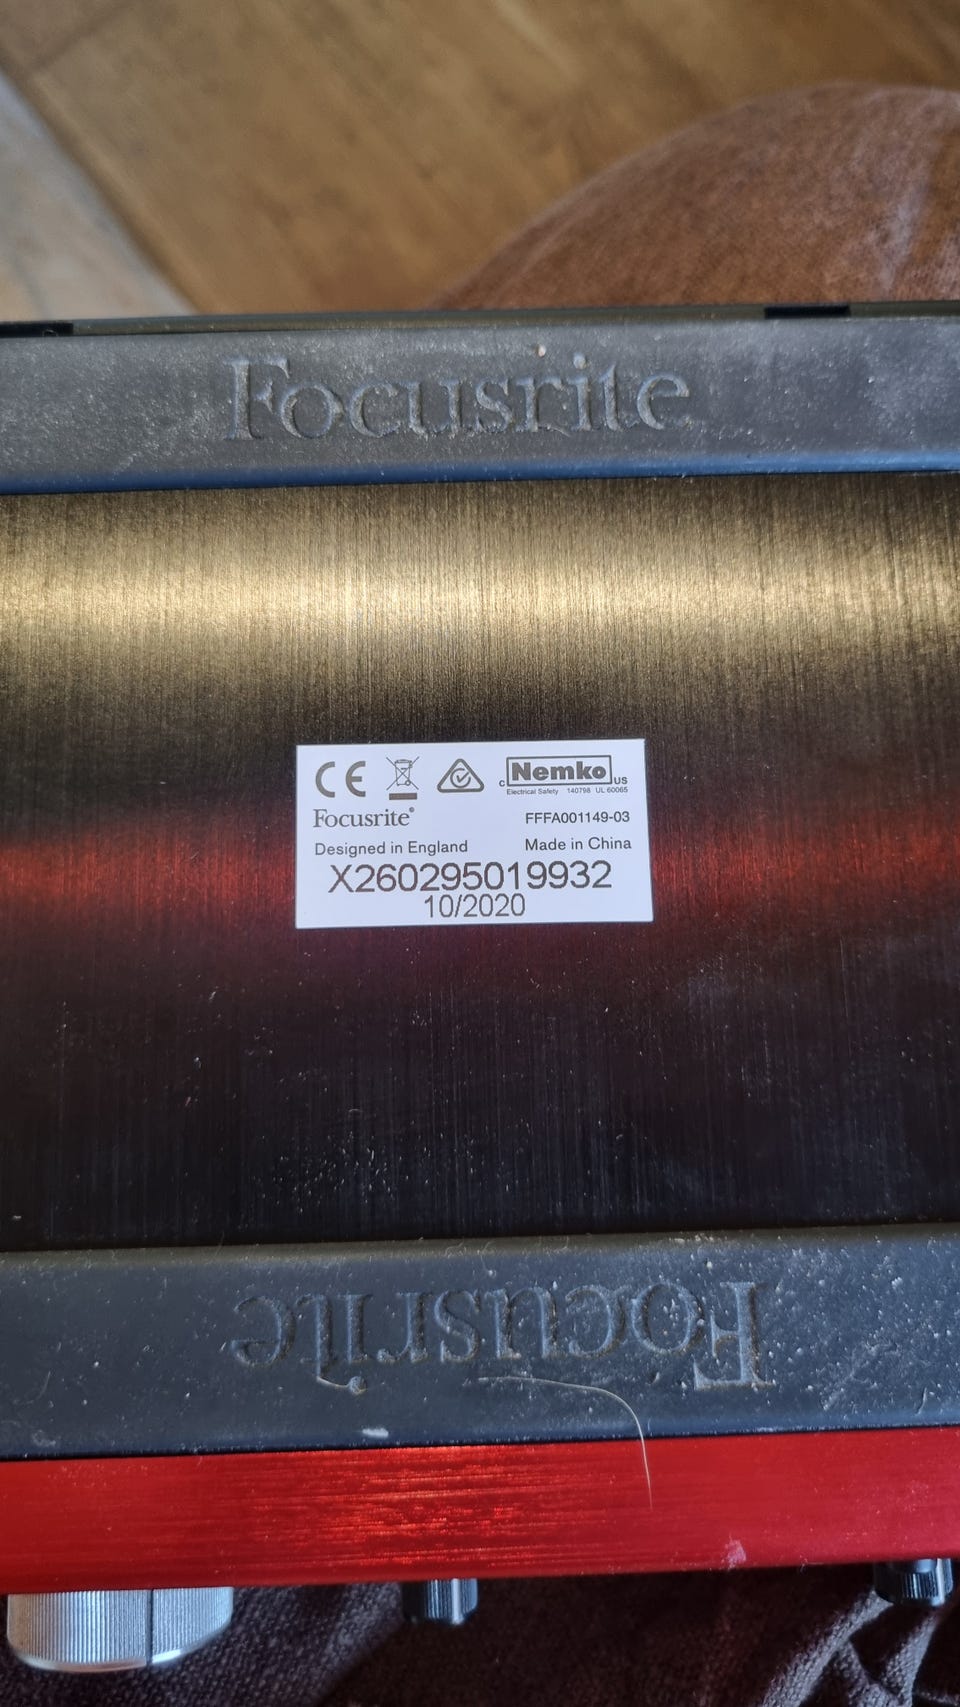 Focusrite
CE Nemko
c US
Electrical Safety 140798 UL 60065
Focusrite® FFFA001149-03
Designed in England Made in China
X260295019932
10/2020
Focusrite